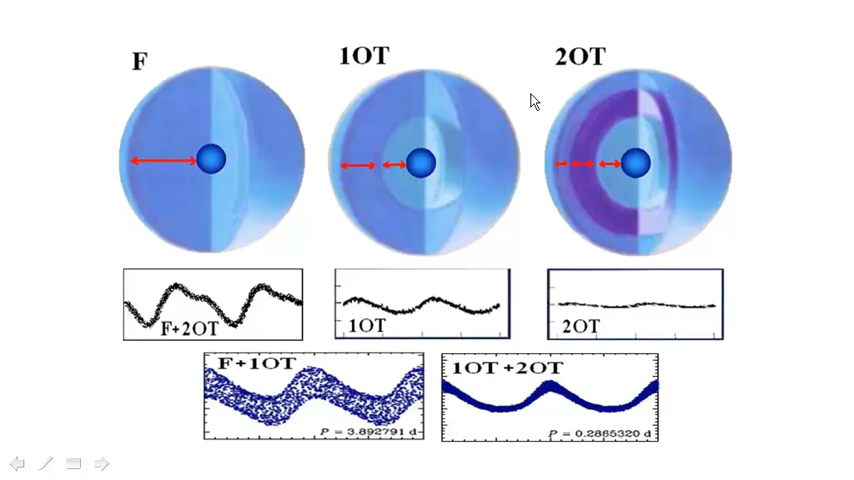 F
1OT
2OT
F+2OT
1OT
2OT
F+1OT
P = 3.892791 d
1OT +2OT
P = 0.2865320 d